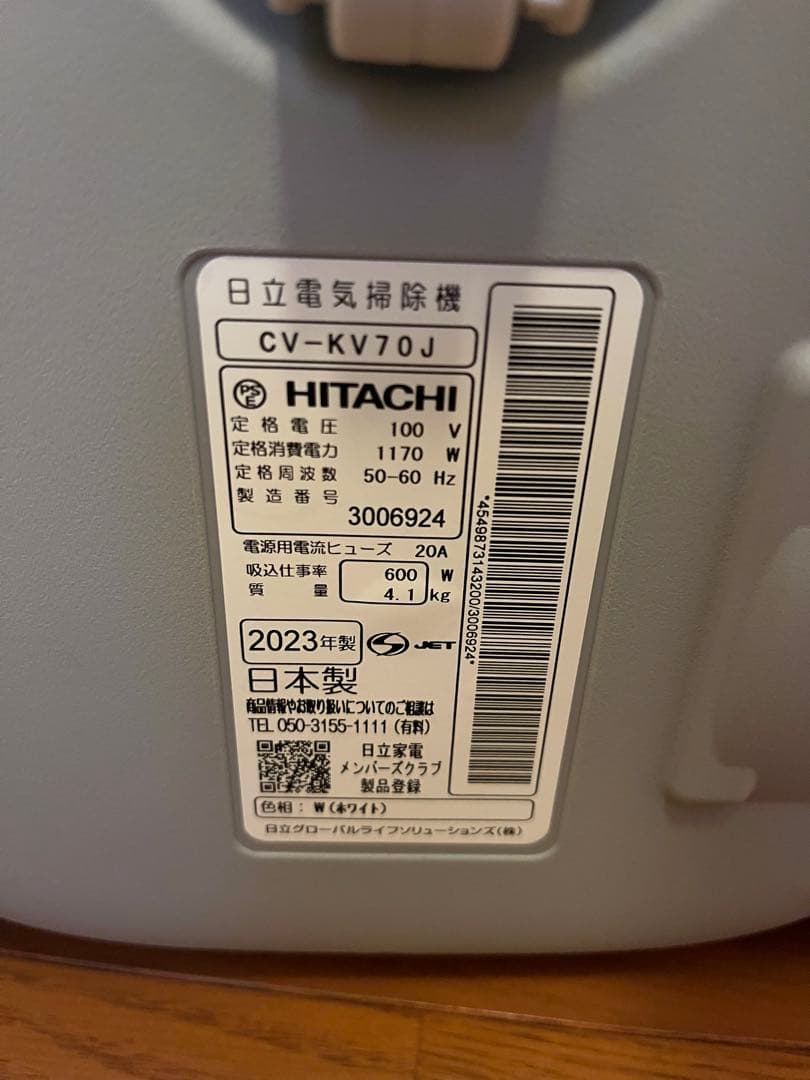 日立電気掃除機
CV-KV70J
PSE HITACHI
定格電圧 100 V
定格消費電力 1170 W
定格周波数 50-60 Hz
製造番号
3006924
電源用電流ヒューズ 20A
吸込仕事率 600 W
質量 4.1 kg
2023年製 JET
日本製
商品情報やお取り扱いについてのご相談は
TEL 050-3155-1111 (有料)
日立家電
メンバーズクラブ
製品登録
色相: W(ホワイト)
日立グローバルライフソリューションズ(株)
*4549873143200/3006924*